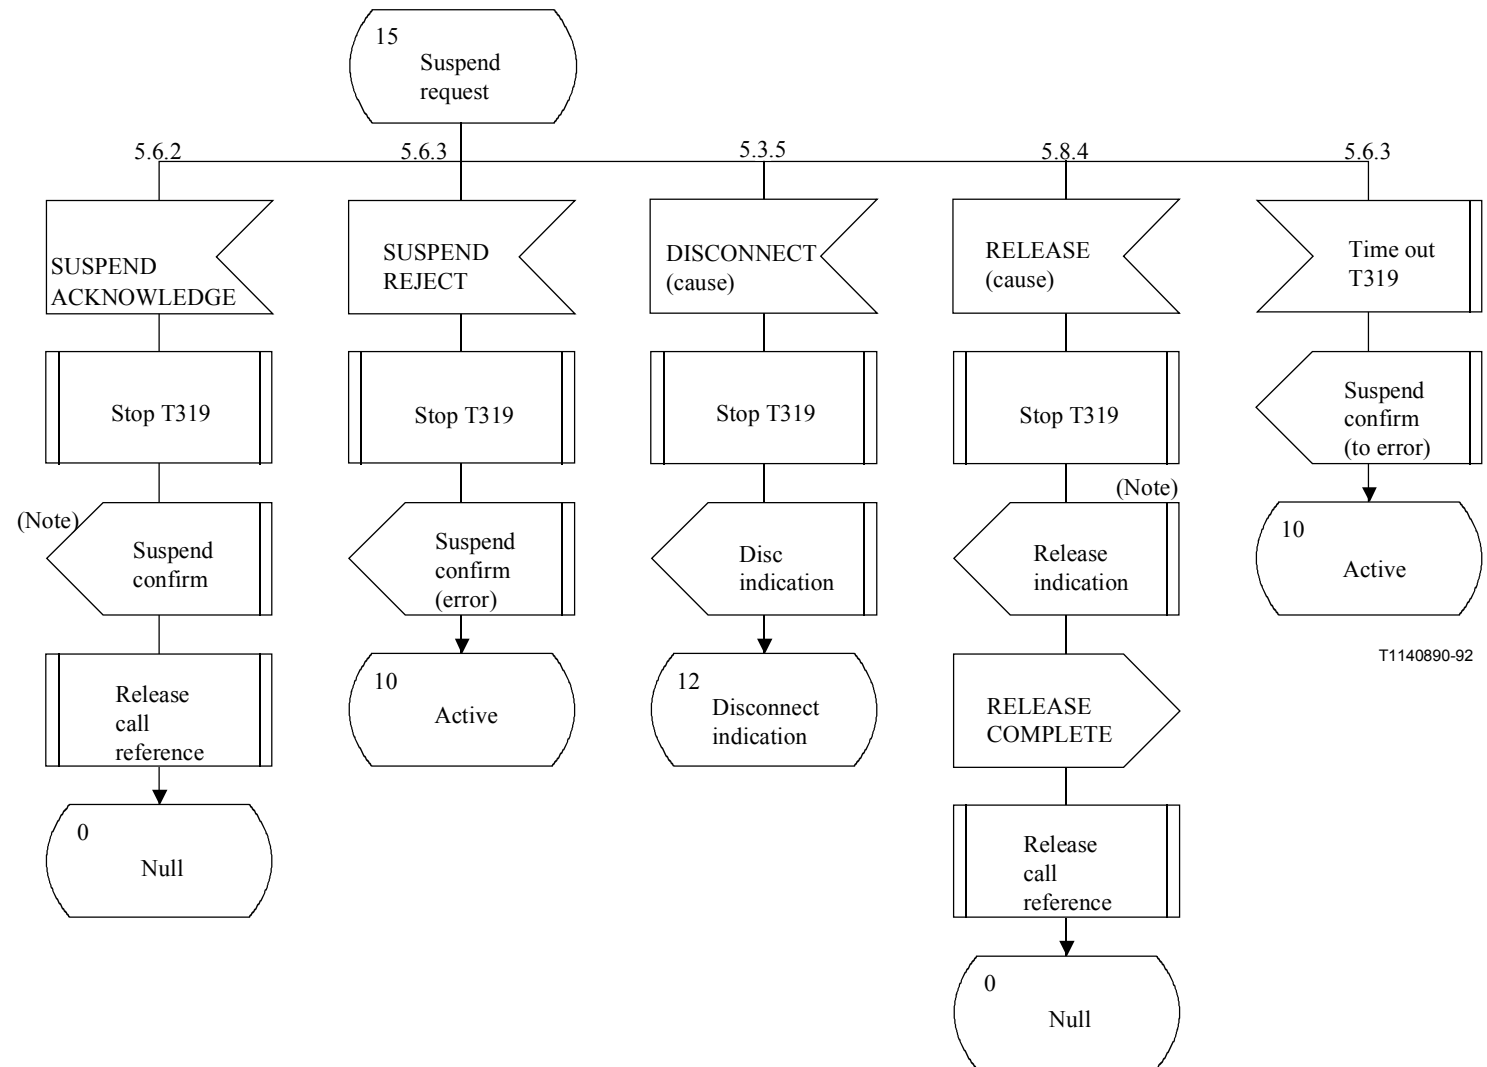 15
Suspend
request
5.6.2
5.6.3
5.3.5
5.8.4
5.6.3
SUSPEND
ACKNOWLEDGE
SUSPEND
REJECT
DISCONNECT
(cause)
RELEASE
(cause)
Time out
T319
Stop T319
Stop T319
Stop T319
Stop T319
Suspend
confirm
(to error)
(Note)
Suspend
confirm
Suspend
confirm
(error)
Disc
indication
(Note)
Release
indication
10
Active
Release
call
reference
10
Active
12
Disconnect
indication
RELEASE
COMPLETE
T1140890-92
0
Null
Release
call
reference
0
Null